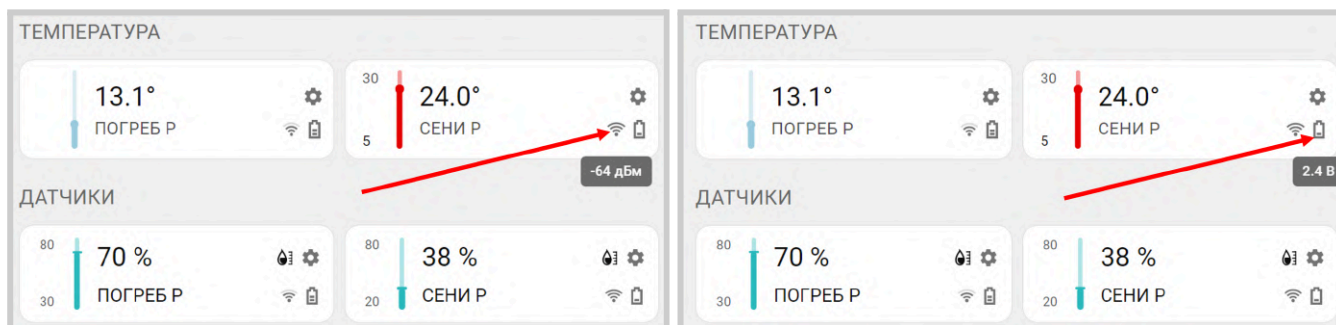 ТЕМПЕРАТУРА
13.1°
ПОГРЕБ Р
30
24.0°
СЕНИ Р
5
-64 дБм
ДАТЧИКИ
80
70 %
ПОГРЕБ Р
30
80
38 %
СЕНИ Р
20
ТЕМПЕРАТУРА
13.1°
ПОГРЕБ Р
30
24.0°
СЕНИ Р
5
2.4 В
ДАТЧИКИ
80
70 %
ПОГРЕБ Р
30
80
38 %
СЕНИ Р
20